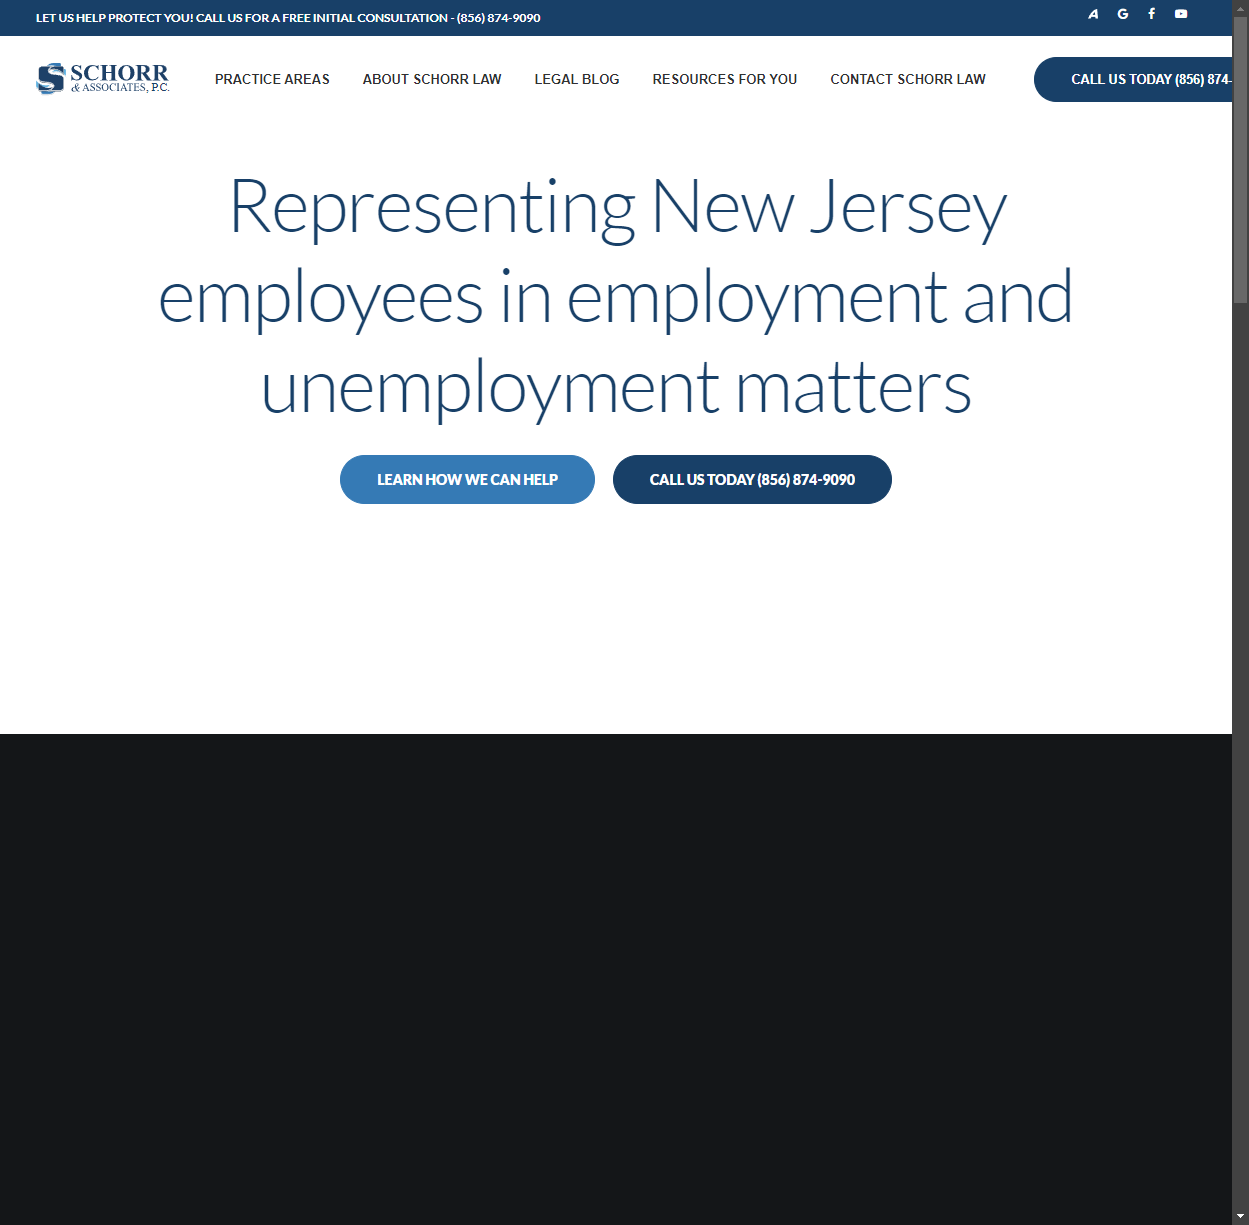 LET US HELP PROTECT YOU! CALL US FOR A FREE INITIAL CONSULTATION - (856) 874-9090
SCHORR
& ASSOCIATES, P.C.
PRACTICE AREAS
ABOUT SCHORR LAW
LEGAL BLOG
RESOURCES FOR YOU
CONTACT SCHORR LAW
CALL US TODAY (856) 874-
Representing New Jersey
employees in employment and
unemployment matters
LEARN HOW WE CAN HELP
CALL US TODAY (856) 874-9090